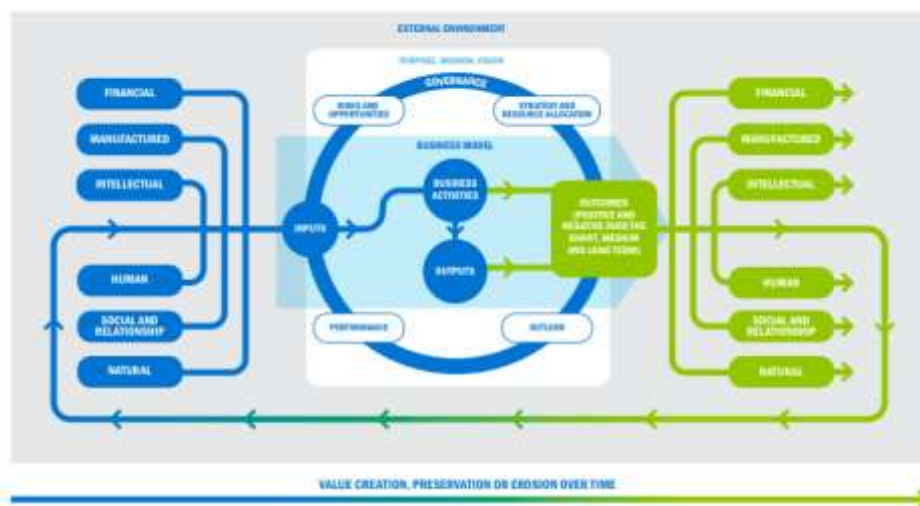 EXTERNAL ENVIRONMENT
PURPOSE, MISSION, VISION
GOVERNANCE
FINANCIAL
MANUFACTURED
INTELLECTUAL
HUMAN
SOCIAL AND
RELATIONSHIP
NATURAL
INPUTS
RISKS AND
OPPORTUNITIES
STRATEGY AND
RESOURCE ALLOCATION
BUSINESS MODEL
BUSINESS
ACTIVITIES
OUTPUTS
OUTCOMES
(POSITIVE AND
NEGATIVE OVER THE
SHORT, MEDIUM
AND LONG TERM)
PERFORMANCE
OUTLOOK
FINANCIAL
MANUFACTURED
INTELLECTUAL
HUMAN
SOCIAL AND
RELATIONSHIP
NATURAL
VALUE CREATION, PRESERVATION OR EROSION OVER TIME